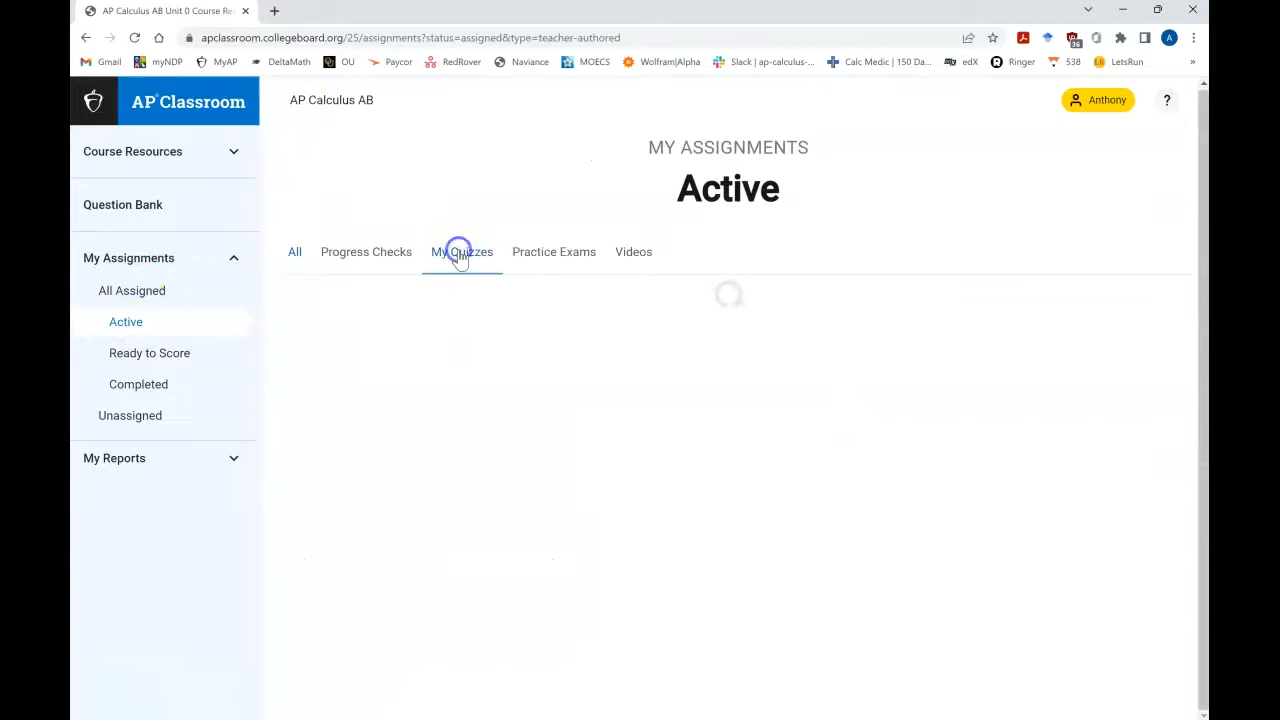 AP Calculus AB Unit 0 Course Re
apclassroom.collegeboard.org/25/assignments?status=assigned&type=teacher-authored
36
A
Gmail
myNDP
MyAP
DeltaMath
OU
Paycor
RedRover
Naviance
MOECS
Wolfram|Alpha
Slack | ap-calculus-...
Calc Medic | 150 Da...
edX
Ringer
538
LetsRun
»
AP Classroom
AP Calculus AB
Anthony
?
Course Resources
Question Bank
My Assignments
All Assigned
Active
Ready to Score
Completed
Unassigned
My Reports
MY ASSIGNMENTS
Active
All
Progress Checks
My Quizzes
Practice Exams
Videos